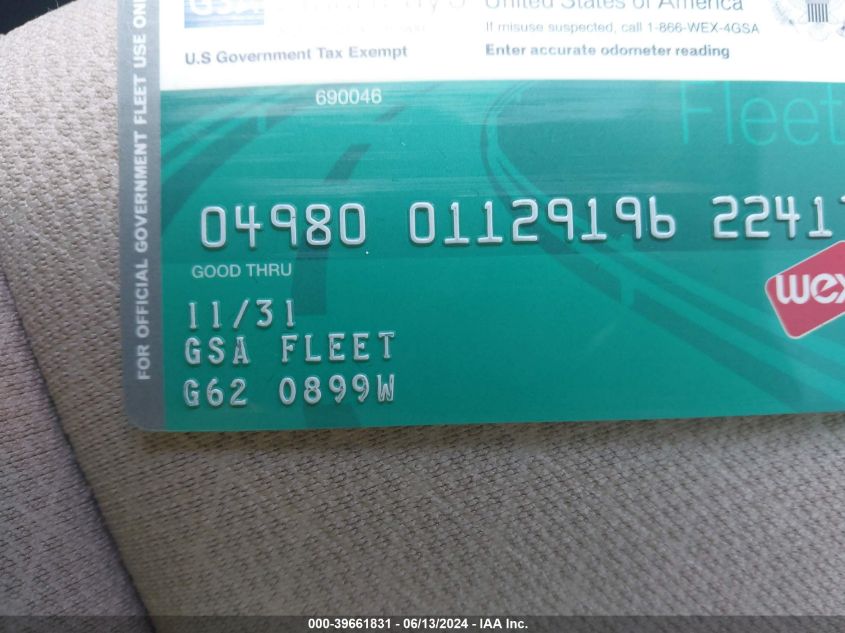 United States of America
If misuse suspected, call 1-866-WEX-4GSA
U.S Government Tax Exempt
Enter accurate odometer reading
FOR OFFICIAL GOVERNMENT FLEET USE ONLY
690046
Fleet
04980 01129196 22411
GOOD THRU
11/31
wex
GSA FLEET
G62 0899W
000-39661831 - 06/13/2024 - IAA Inc.